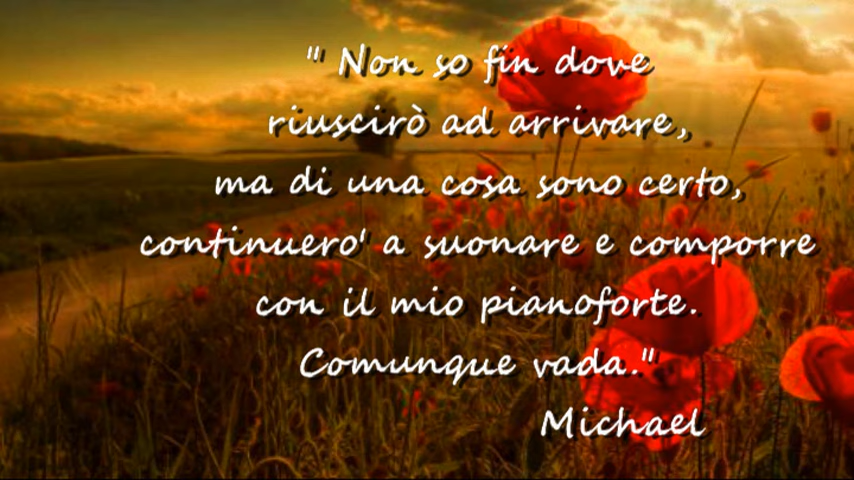 " Non so fin dove
riuscirò ad arrivare,
ma di una cosa sono certo,
continuero' a suonare e comporre
con il mio pianoforte.
Comunque vada."
Michael